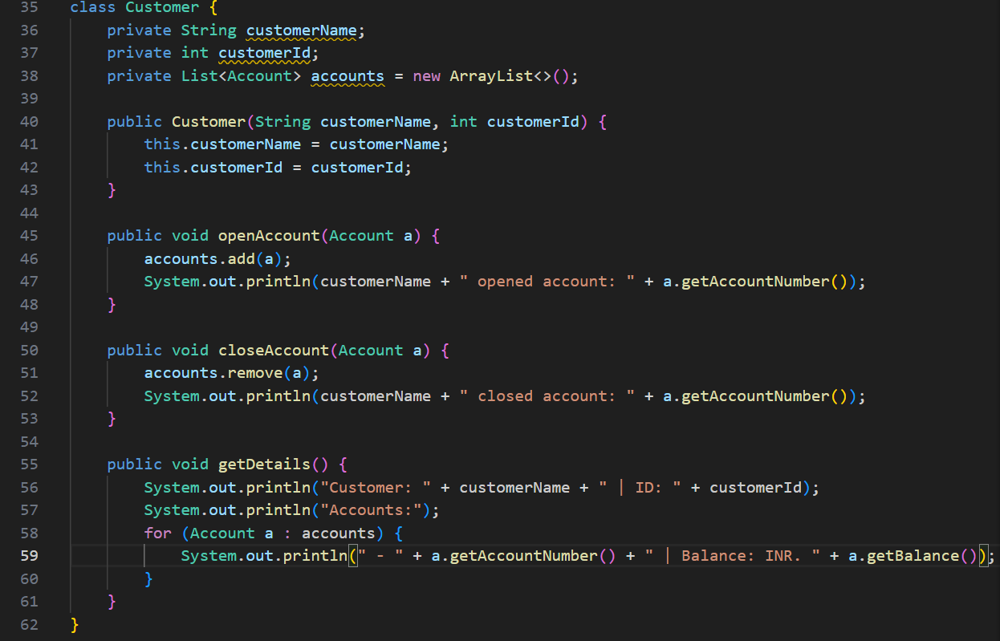 35 class Customer {
36     private String customerName;
37     private int customerId;
38     private List<Account> accounts = new ArrayList<>();
39
40     public Customer(String customerName, int customerId) {
41         this.customerName = customerName;
42         this.customerId = customerId;
43     }
44
45     public void openAccount(Account a) {
46         accounts.add(a);
47         System.out.println(customerName + " opened account: " + a.getAccountNumber());
48     }
49
50     public void closeAccount(Account a) {
51         accounts.remove(a);
52         System.out.println(customerName + " closed account: " + a.getAccountNumber());
53     }
54
55     public void getDetails() {
56         System.out.println("Customer: " + customerName + " | ID: " + customerId);
57         System.out.println("Accounts:");
58         for (Account a : accounts) {
59             System.out.println(" - " + a.getAccountNumber() + " | Balance: INR. " + a.getBalance());
60         }
61     }
62 }